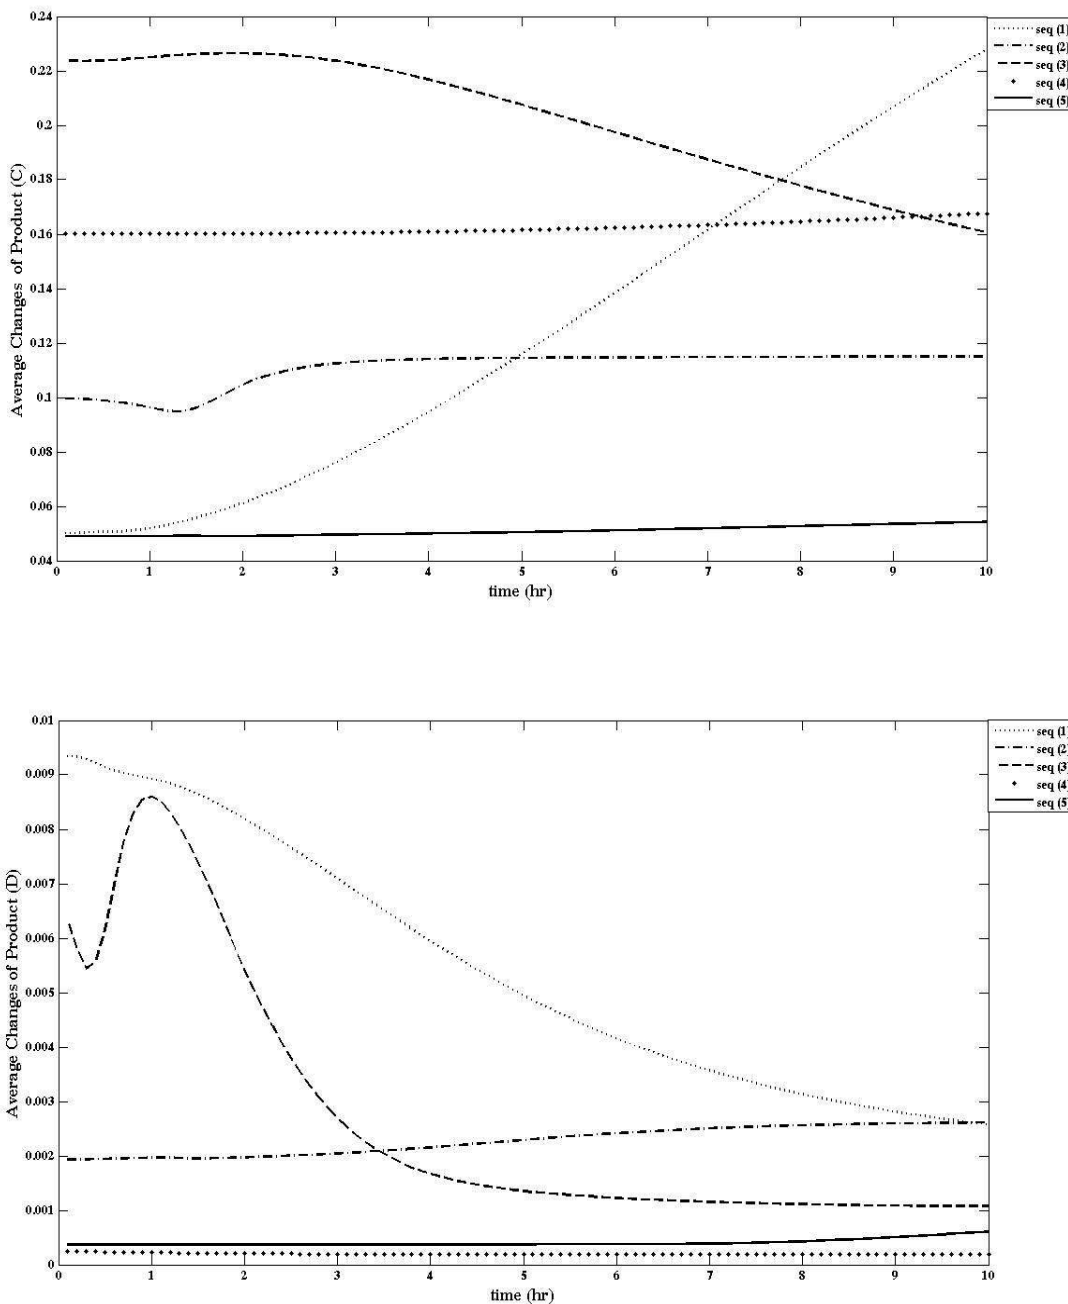 0.24
0.22
0.2
0.18
0.16
0.14
0.12
0.1
0.08
0.06
0.04
Average Changes of Product (C)
0 1 2 3 4 5 6 7 8 9 10
time (hr)
seq (1)
seq (2)
seq (3)
seq (4)
seq (5)
0.01
0.009
0.008
0.007
0.006
0.005
0.004
0.003
0.002
0.001
0
Average Changes of Product (D)
0 1 2 3 4 5 6 7 8 9 10
time (hr)
seq (1)
seq (2)
seq (3)
seq (4)
seq (5)